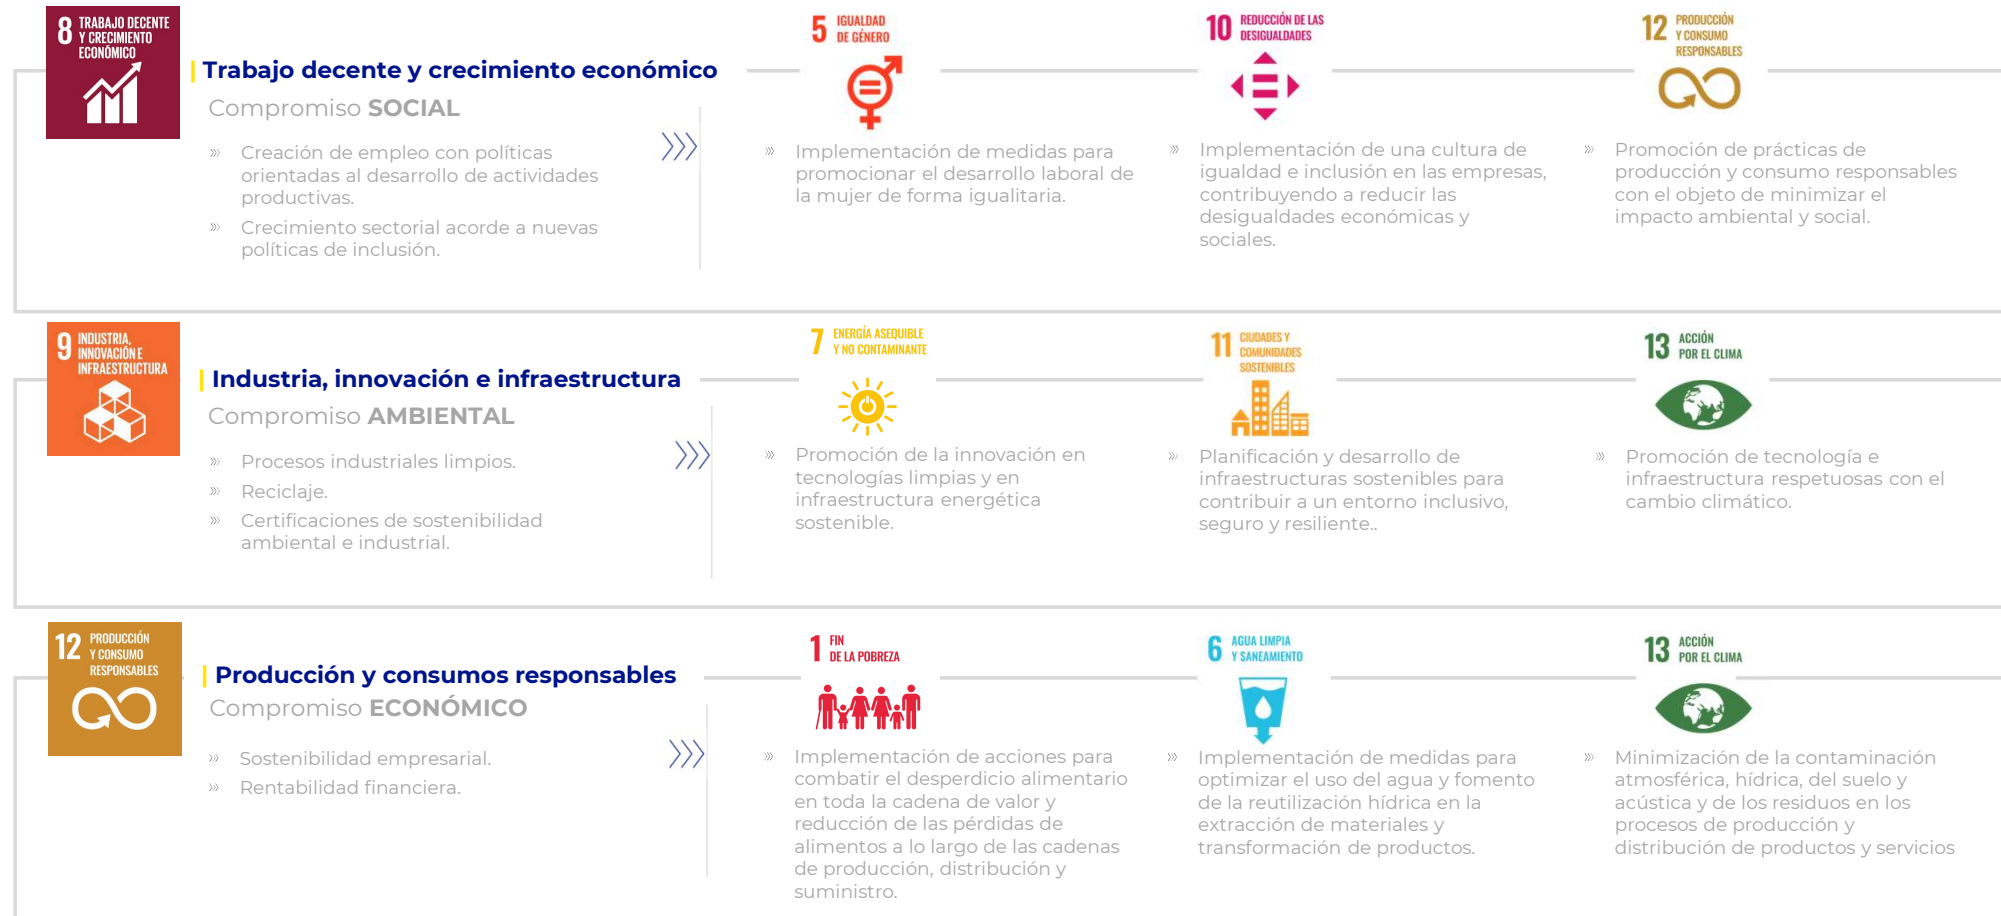 8 TRABAJO DECENTE
Y CRECIMIENTO
ECONÓMICO
Trabajo decente y crecimiento económico
Compromiso SOCIAL
Creación de empleo con políticas
orientadas al desarrollo de actividades
productivas.
Crecimiento sectorial acorde a nuevas
políticas de inclusión.
5 IGUALDAD
DE GÉNERO
Implementación de medidas para
promocionar el desarrollo laboral de
la mujer de forma igualitaria.
10 REDUCCIÓN DE LAS
DESIGUALDADES
Implementación de una cultura de
igualdad e inclusión en las empresas,
contribuyendo a reducir las
desigualdades económicas y
sociales.
12 PRODUCCIÓN
Y CONSUMO
RESPONSABLES
Promoción de prácticas de
producción y consumo responsables
con el objeto de minimizar el
impacto ambiental y social.
9 INDUSTRIA,
INNOVACIÓN E
INFRAESTRUCTURA
Industria, innovación e infraestructura
Compromiso AMBIENTAL
Procesos industriales limpios.
Reciclaje.
Certificaciones de sostenibilidad
ambiental e industrial.
7 ENERGÍA ASEQUIBLE
Y NO CONTAMINANTE
Promoción de la innovación en
tecnologías limpias y en
infraestructura energética
sostenible.
11 CIUDADES Y
COMUNIDADES
SOSTENIBLES
Planificación y desarrollo de
infraestructuras sostenibles para
contribuir a un entorno inclusivo,
seguro y resiliente..
13 ACCIÓN
POR EL CLIMA
Promoción de tecnología e
infraestructura respetuosas con el
cambio climático.
12 PRODUCCIÓN
Y CONSUMO
RESPONSABLES
Producción y consumos responsables
Compromiso ECONÓMICO
Sostenibilidad empresarial.
Rentabilidad financiera.
1 FIN
DE LA POBREZA
Implementación de acciones para
combatir el desperdicio alimentario
en toda la cadena de valor y
reducción de las pérdidas de
alimentos a lo largo de las cadenas
de producción, distribución y
suministro.
6 AGUA LIMPIA
Y SANEAMIENTO
Implementación de medidas para
optimizar el uso del agua y fomento
de la reutilización hídrica en la
extracción de materiales y
transformación de productos.
13 ACCIÓN
POR EL CLIMA
Minimización de la contaminación
atmosférica, hídrica, del suelo y
acústica y de los residuos en los
procesos de producción y
distribución de productos y servicios